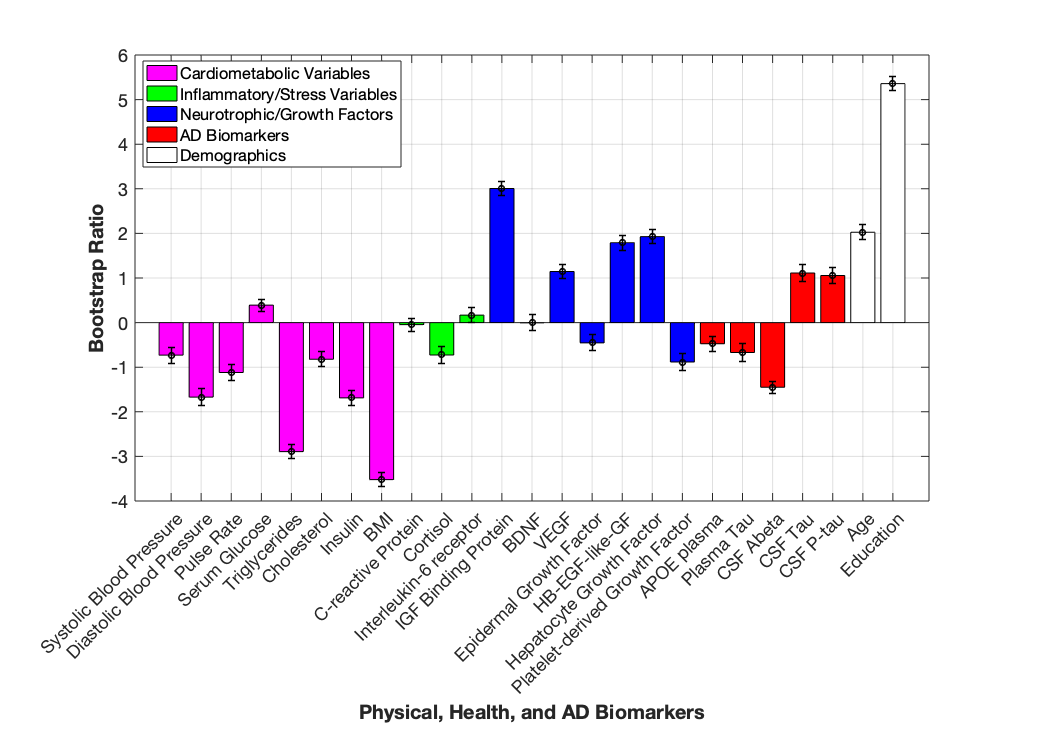 6
5
4
3
2
1
0
-1
-2
-3
-4
Bootstrap Ratio
Cardiometabolic Variables
Inflammatory/Stress Variables
Neurotrophic/Growth Factors
AD Biomarkers
Demographics
Systolic Blood Pressure
Diastolic Blood Pressure
Pulse Rate
Serum Glucose
Triglycerides
Cholesterol
Insulin
BMI
C-reactive Protein
Cortisol
Interleukin-6 receptor
IGF Binding Protein
BDNF
VEGF
Epidermal Growth Factor
HB-EGF-like-GF
Hepatocyte Growth Factor
Platelet-derived Growth Factor
APOE plasma
Plasma Tau
CSF Abeta
CSF Tau
CSF P-tau
Age
Education
Physical, Health, and AD Biomarkers